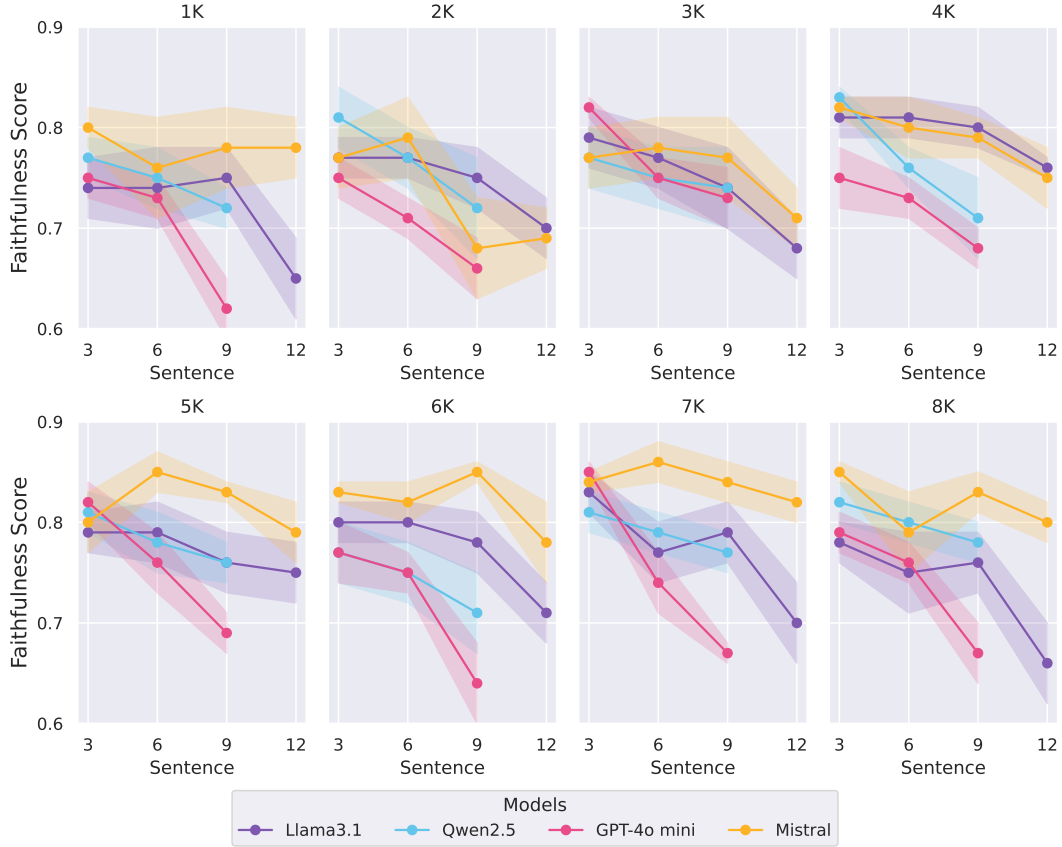 1K 2K 3K 4K
0.9
0.8
0.7
0.6
Faithfulness Score
3 6 9 12 3 6 9 12 3 6 9 12 3 6 9 12
Sentence Sentence Sentence Sentence
5K 6K 7K 8K
0.9
0.8
0.7
0.6
Faithfulness Score
3 6 9 12 3 6 9 12 3 6 9 12 3 6 9 12
Sentence Sentence Sentence Sentence
Models
Llama3.1 Qwen2.5 GPT-4o mini Mistral